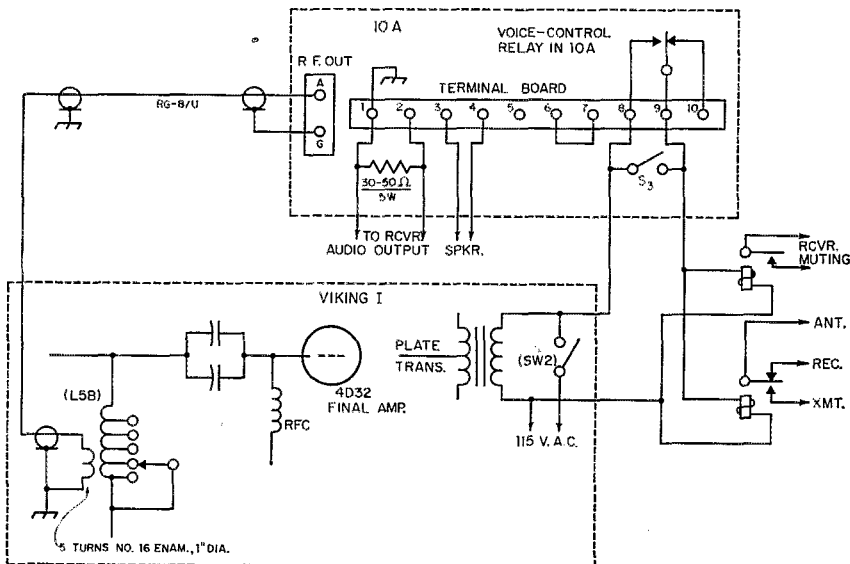 10 A
VOICE-CONTROL
RELAY IN 10A
R.F. OUT
A
G
RG-8/U
TERMINAL BOARD
1 2 3 4 5 6 7 8 9 10
30-50Ω
5W
S3
TO RCVR.
AUDIO OUTPUT
SPKR.
RCVR.
MUTING
VIKING I
ANT.
PLATE
TRANS.
(SW2)
REC.
(L5B)
4D32
FINAL AMP.
RFC
XMT.
115 V. A.C.
5 TURNS NO. 16 ENAM., 1" DIA.